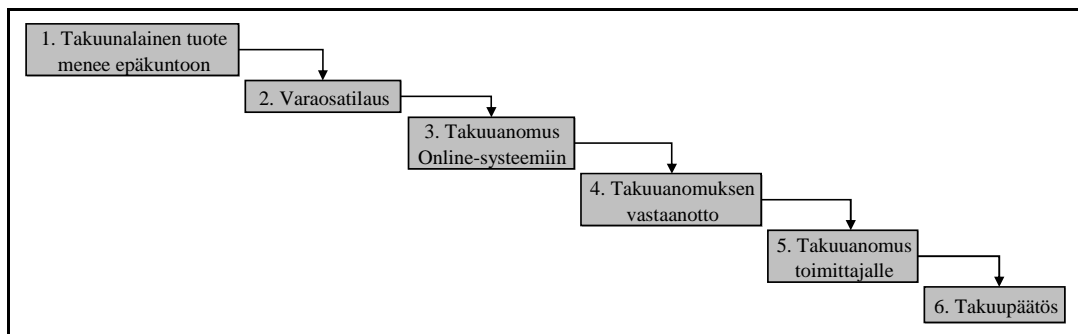 1. Takuunalainen tuote
menee epäkuntoon
2. Varaosatilaus
3. Takuuanomus
Online-systeemiin
4. Takuuanomuksen
vastaanotto
5. Takuuanomus
toimittajalle
6. Takuupäätös